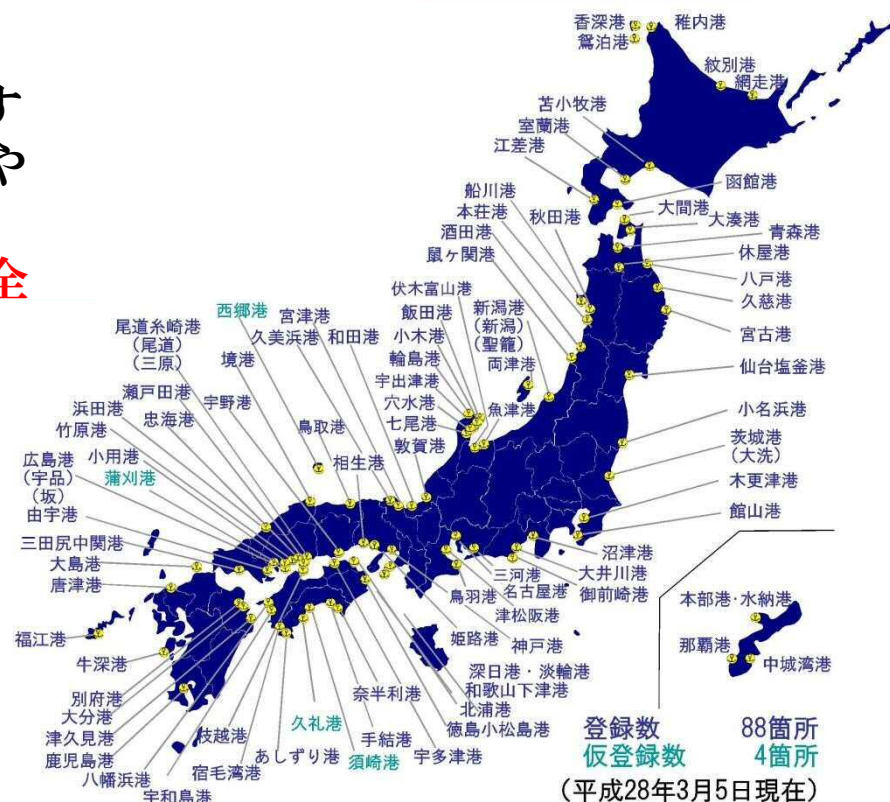 す
や
全
香深港
鴛泊港
稚内港
紋別港
網走港
苫小牧港
室蘭港
江差港
函館港
大間港
大湊港
青森港
休屋港
八戸港
久慈港
宮古港
仙台塩釜港
小名浜港
茨城港
(大洗)
木更津港
館山港
船川港
本荘港
秋田港
酒田港
鼠ヶ関港
伏木富山港
飯田港
小木港
輪島港
宇出津港
穴水港
七尾港
敦賀港
新潟港
(新潟)
(聖籠)
両津港
魚津港
西郷港
宮津港
久美浜港
和田港
尾道糸崎港
(尾道)
(三原)
境港
瀬戸田港
宇野港
浜田港
忠海港
鳥取港
竹原港
小用港
相生港
広島港
(宇品)
(坂)
蒲刈港
由宇港
三田尻中関港
大島港
唐津港
福江港
牛深港
別府港
大分港
津久見港
鹿児島港
八幡浜港
宇和島港
枝越港
宿毛湾港
あしずり港
久礼港
須崎港
手結港
奈半利港
宇多津港
徳島小松島港
北浦港
和歌山下津港
深日港・淡輪港
姫路港
神戸港
鳥羽港
津松阪港
名古屋港
三河港
沼津港
大井川港
御前崎港
本部港・水納港
那覇港
中城湾港
登録数 88箇所
仮登録数 4箇所
(平成28年3月5日現在)